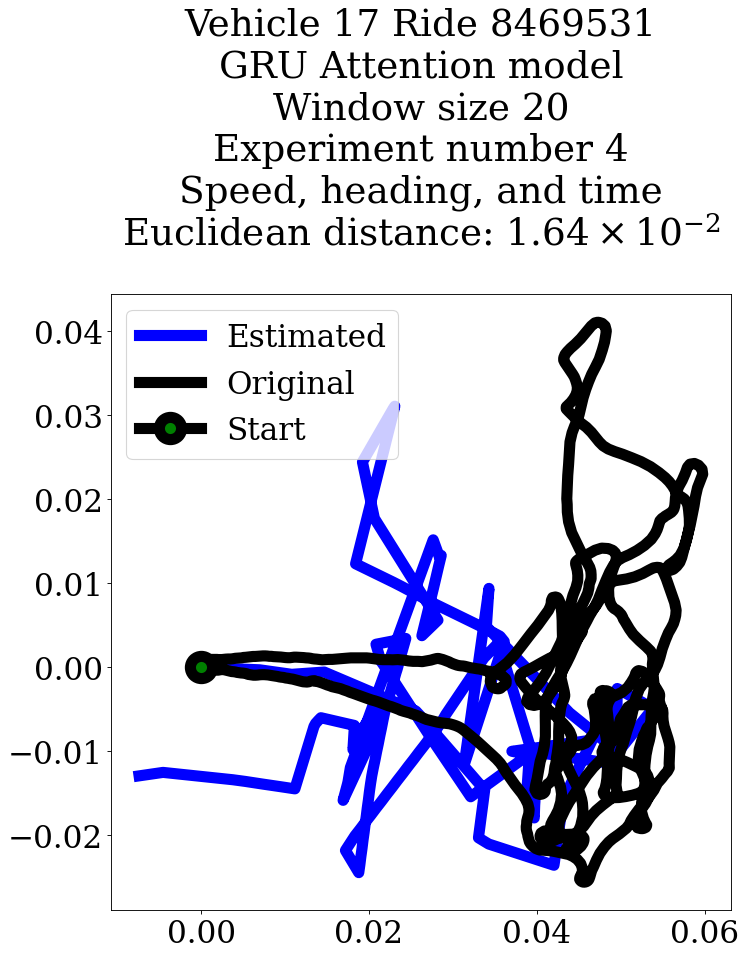 Vehicle 17 Ride 8469531
GRU Attention model
Window size 20
Experiment number 4
Speed, heading, and time
Euclidean distance: 1.64 × 10⁻²
Estimated
Original
Start
0.04
0.03
0.02
0.01
0.00
−0.01
−0.02
0.00 0.02 0.04 0.06